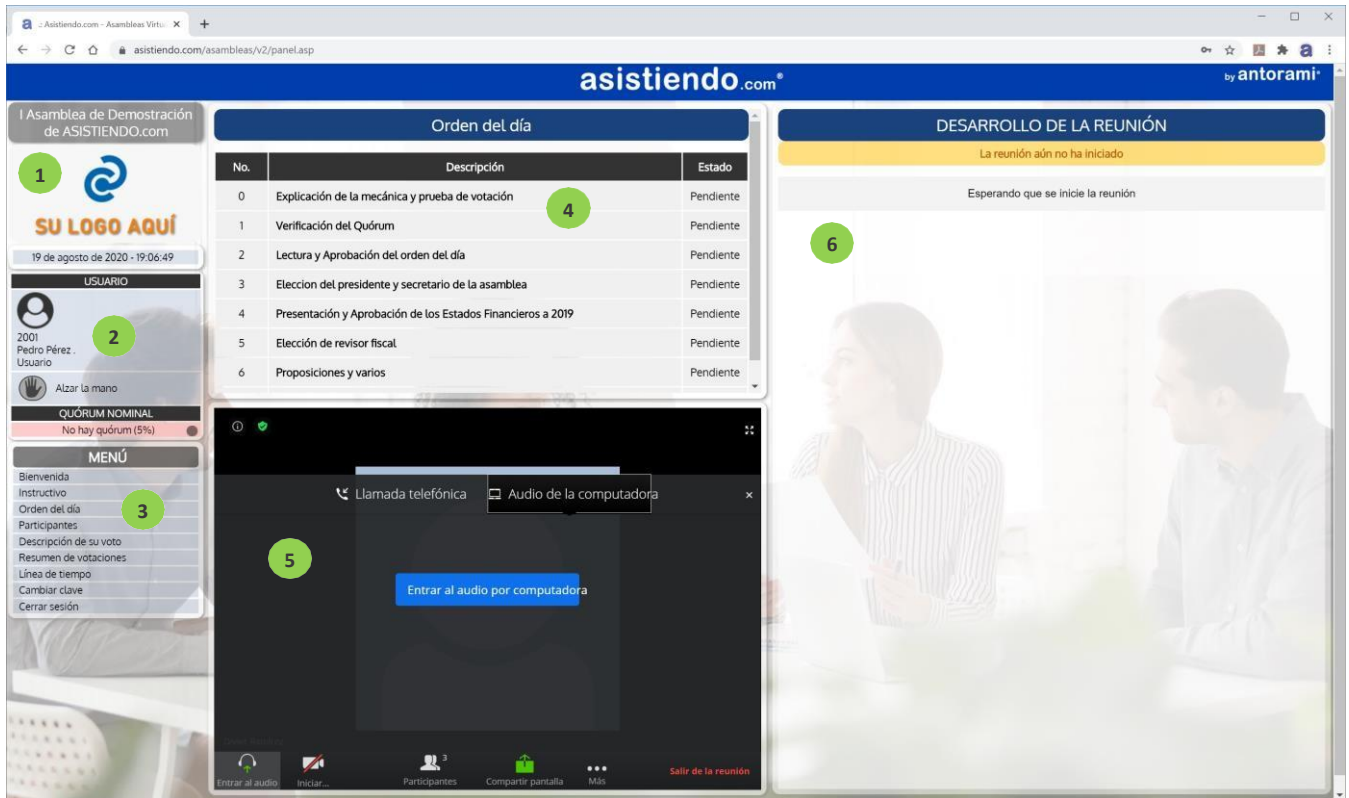 a .: Asistiendo.com - Asambleas Virtu × +
asistiendo.com/asambleas/v2/panel.asp
asistiendo.com®
by antorami®
I Asamblea de Demostración
de ASISTIENDO.com
1
SU LOGO AQUÍ
19 de agosto de 2020 - 19:06:49
USUARIO
2
2001
Pedro Pérez .
Usuario
Alzar la mano
QUÓRUM NOMINAL
No hay quórum (5%)
MENÚ
Bienvenida
Instructivo
Orden del día
3
Participantes
Descripción de su voto
Resumen de votaciones
Línea de tiempo
Cambiar clave
Cerrar sesión
Orden del día
No. Descripción Estado
0 Explicación de la mecánica y prueba de votación Pendiente
4
1 Verificación del Quórum Pendiente
2 Lectura y Aprobación del orden del día Pendiente
3 Eleccion del presidente y secretario de la asamblea Pendiente
4 Presentación y Aprobación de los Estados Financieros a 2019 Pendiente
5 Elección de revisor fiscal Pendiente
6 Proposiciones y varios Pendiente
Llamada telefónica Audio de la computadora ×
5
Entrar al audio por computadora
Entrar al audio Iniciar... Participantes 3 Compartir pantalla Más Salir de la reunión
DESARROLLO DE LA REUNIÓN
La reunión aún no ha iniciado
Esperando que se inicie la reunión
6